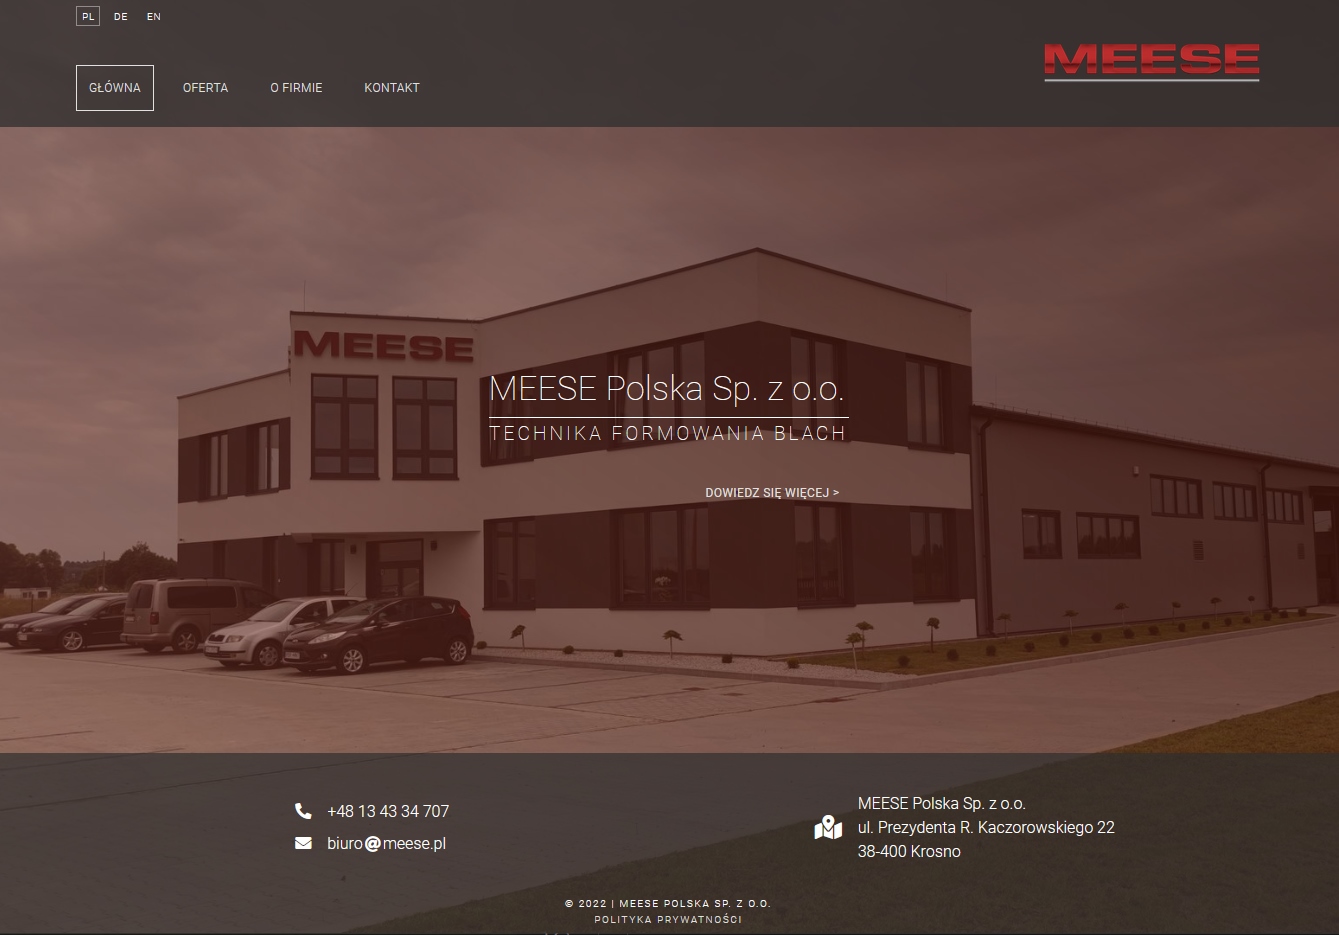 PL DE EN
MEESE
GŁÓWNA OFERTA O FIRMIE KONTAKT
MEESE
MEESE Polska Sp. z o.o.
TECHNIKA FORMOWANIA BLACH
DOWIEDZ SIĘ WIĘCEJ >
+48 13 43 34 707
biuro@meese.pl
MEESE Polska Sp. z o.o.
ul. Prezydenta R. Kaczorowskiego 22
38-400 Krosno
© 2022 | MEESE POLSKA SP. Z O.O.
POLITYKA PRYWATNOŚCI